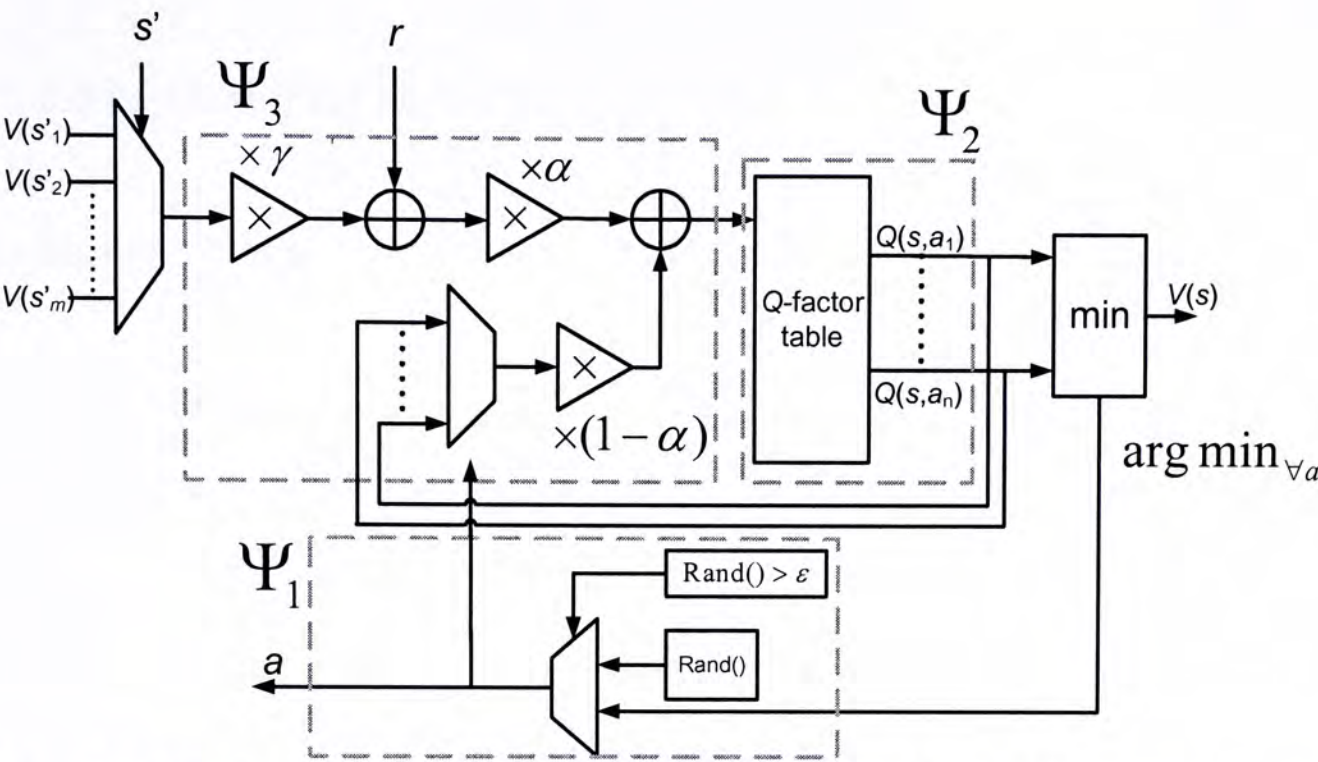 s'
r
Ψ3
Ψ2
V(s'1)
× γ
×α
V(s'2)
×
×
Q(s,a1)
V(s'm)
Q-factor
table
min
V(s)
×
Q(s,an)
×(1 − α)
arg min ∀a
Ψ1
Rand() > ε
Rand()
a